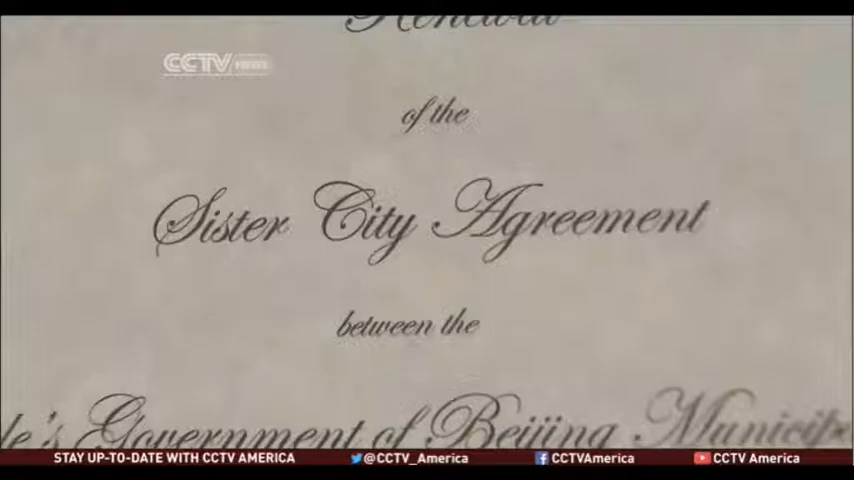 Renewal
CCTV NEWS
of the
Sister City Agreement
between the
Government of Beijing
STAY UP-TO-DATE WITH CCTV AMERICA @CCTV_America CCTVAmerica CCTV America